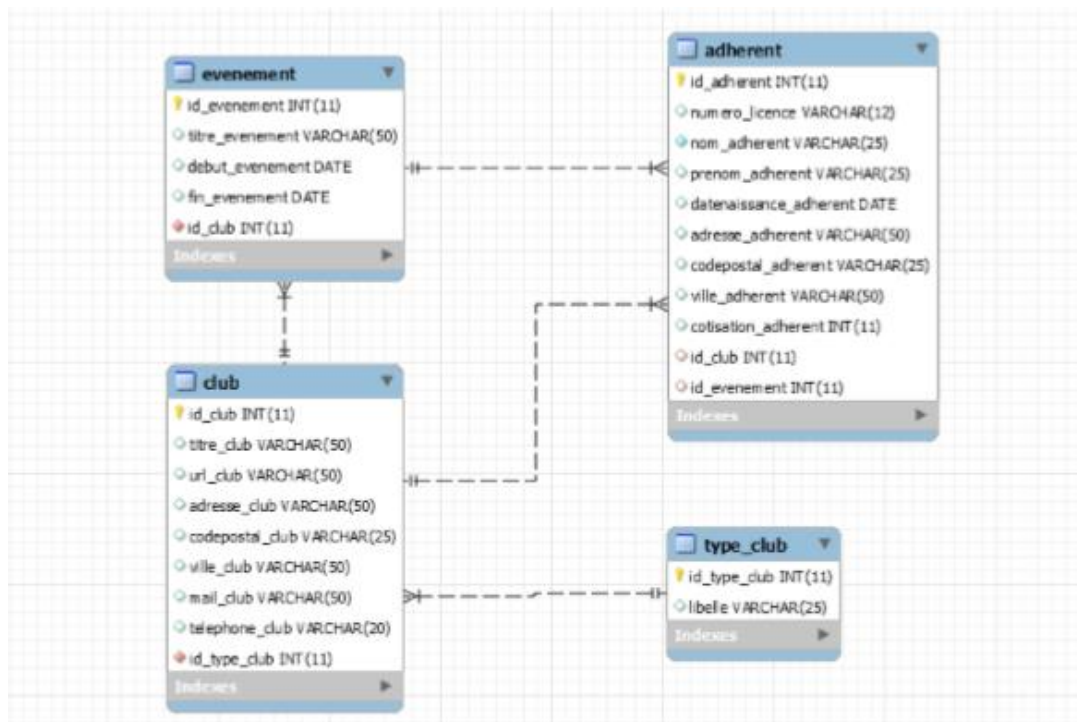 evenement
id_evenement INT(11)
titre_evenement VARCHAR(50)
debut_evenement DATE
fin_evenement DATE
id_club INT(11)
Indexes
adherent
id_adherent INT(11)
numero_licence VARCHAR(12)
nom_adherent VARCHAR(25)
prenom_adherent VARCHAR(25)
datenaissance_adherent DATE
adresse_adherent VARCHAR(50)
codepostal_adherent VARCHAR(25)
ville_adherent VARCHAR(50)
cotisation_adherent INT(11)
id_club INT(11)
id_evenement INT(11)
Indexes
club
id_club INT(11)
titre_club VARCHAR(50)
url_club VARCHAR(50)
adresse_club VARCHAR(50)
codepostal_club VARCHAR(25)
ville_club VARCHAR(50)
mail_club VARCHAR(50)
telephone_club VARCHAR(20)
id_type_club INT(11)
Indexes
type_club
id_type_club INT(11)
libelle VARCHAR(25)
Indexes